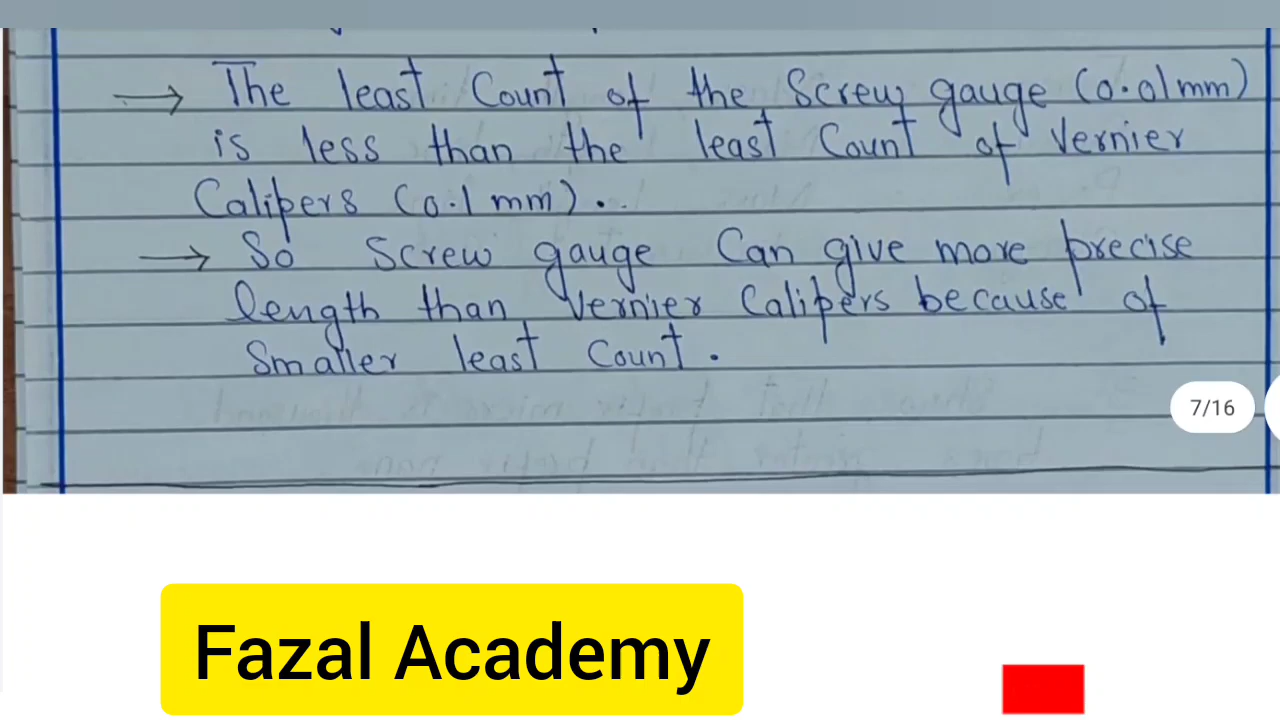 → The least Count of the Screw gauge (0.01mm)
is less than the least Count of Vernier
Calipers (0.1 mm).
→ So Screw gauge Can give more precise
length than Vernier Calipers because of
Smaller least Count.
7/16
Fazal Academy